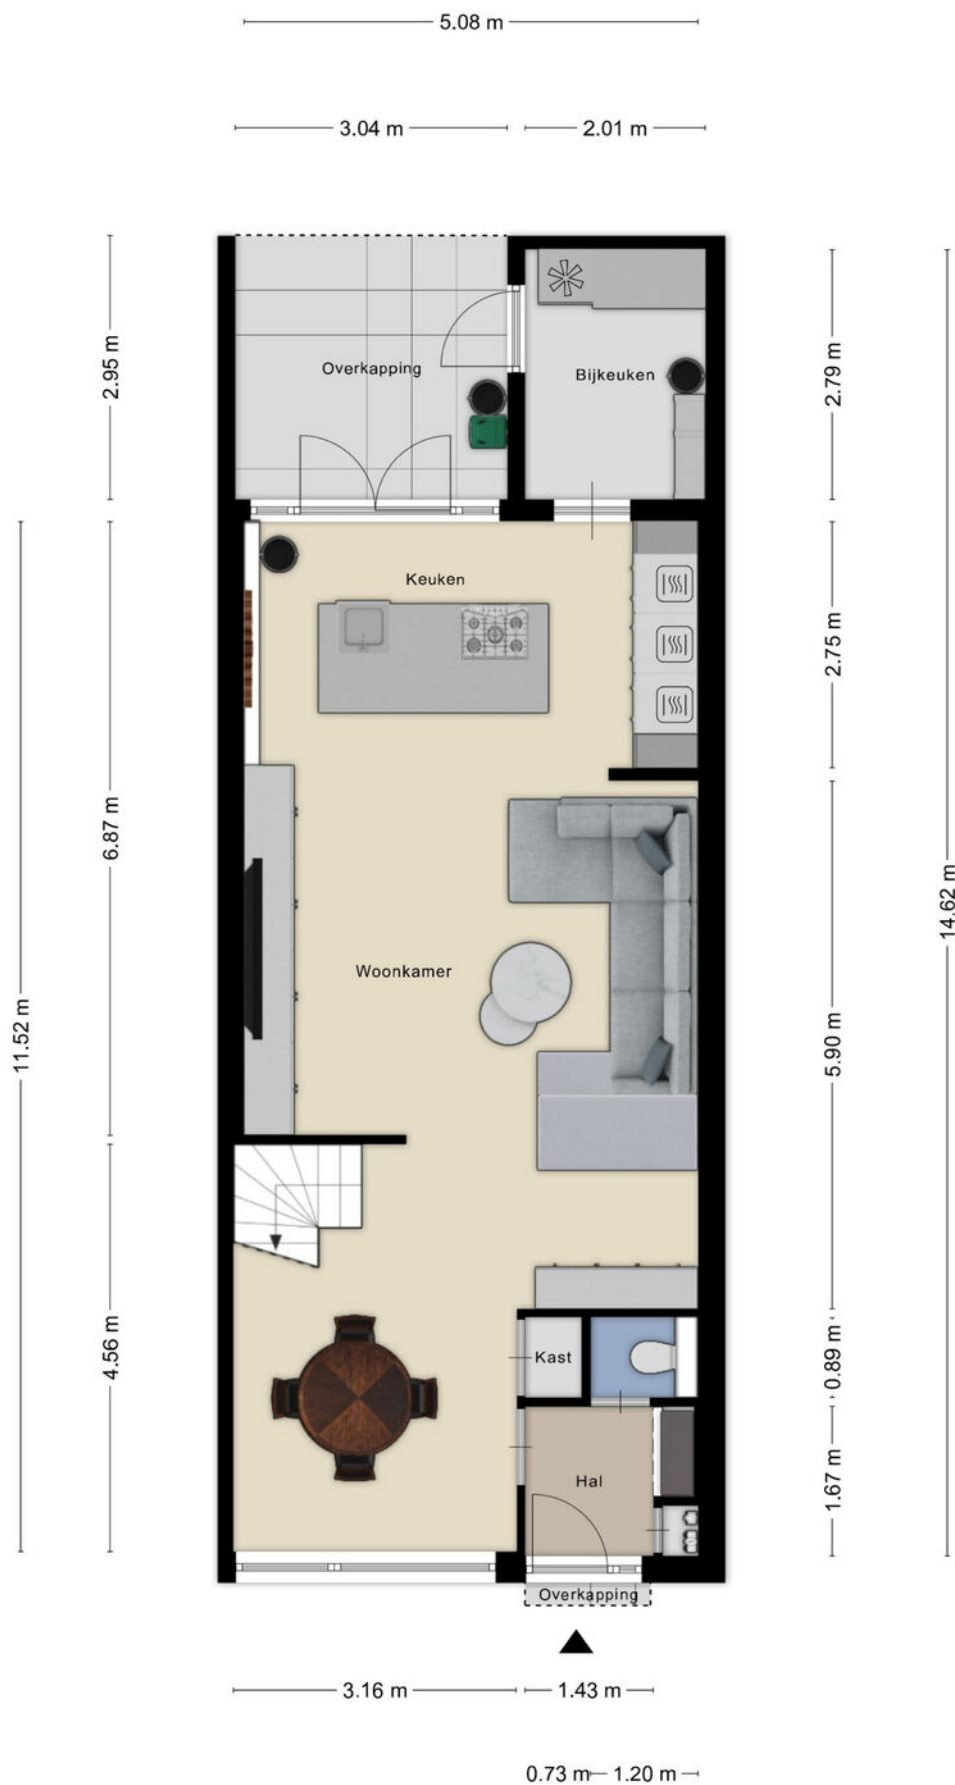 5.08 m
3.04 m
2.01 m
2.95 m
Overkapping
Bijkeuken
2.79 m
Keuken
2.75 m
6.87 m
14.62 m
Woonkamer
11.52 m
5.90 m
4.56 m
Kast
0.89 m
1.67 m
Hal
Overkapping
3.16 m
1.43 m
0.73 m
1.20 m